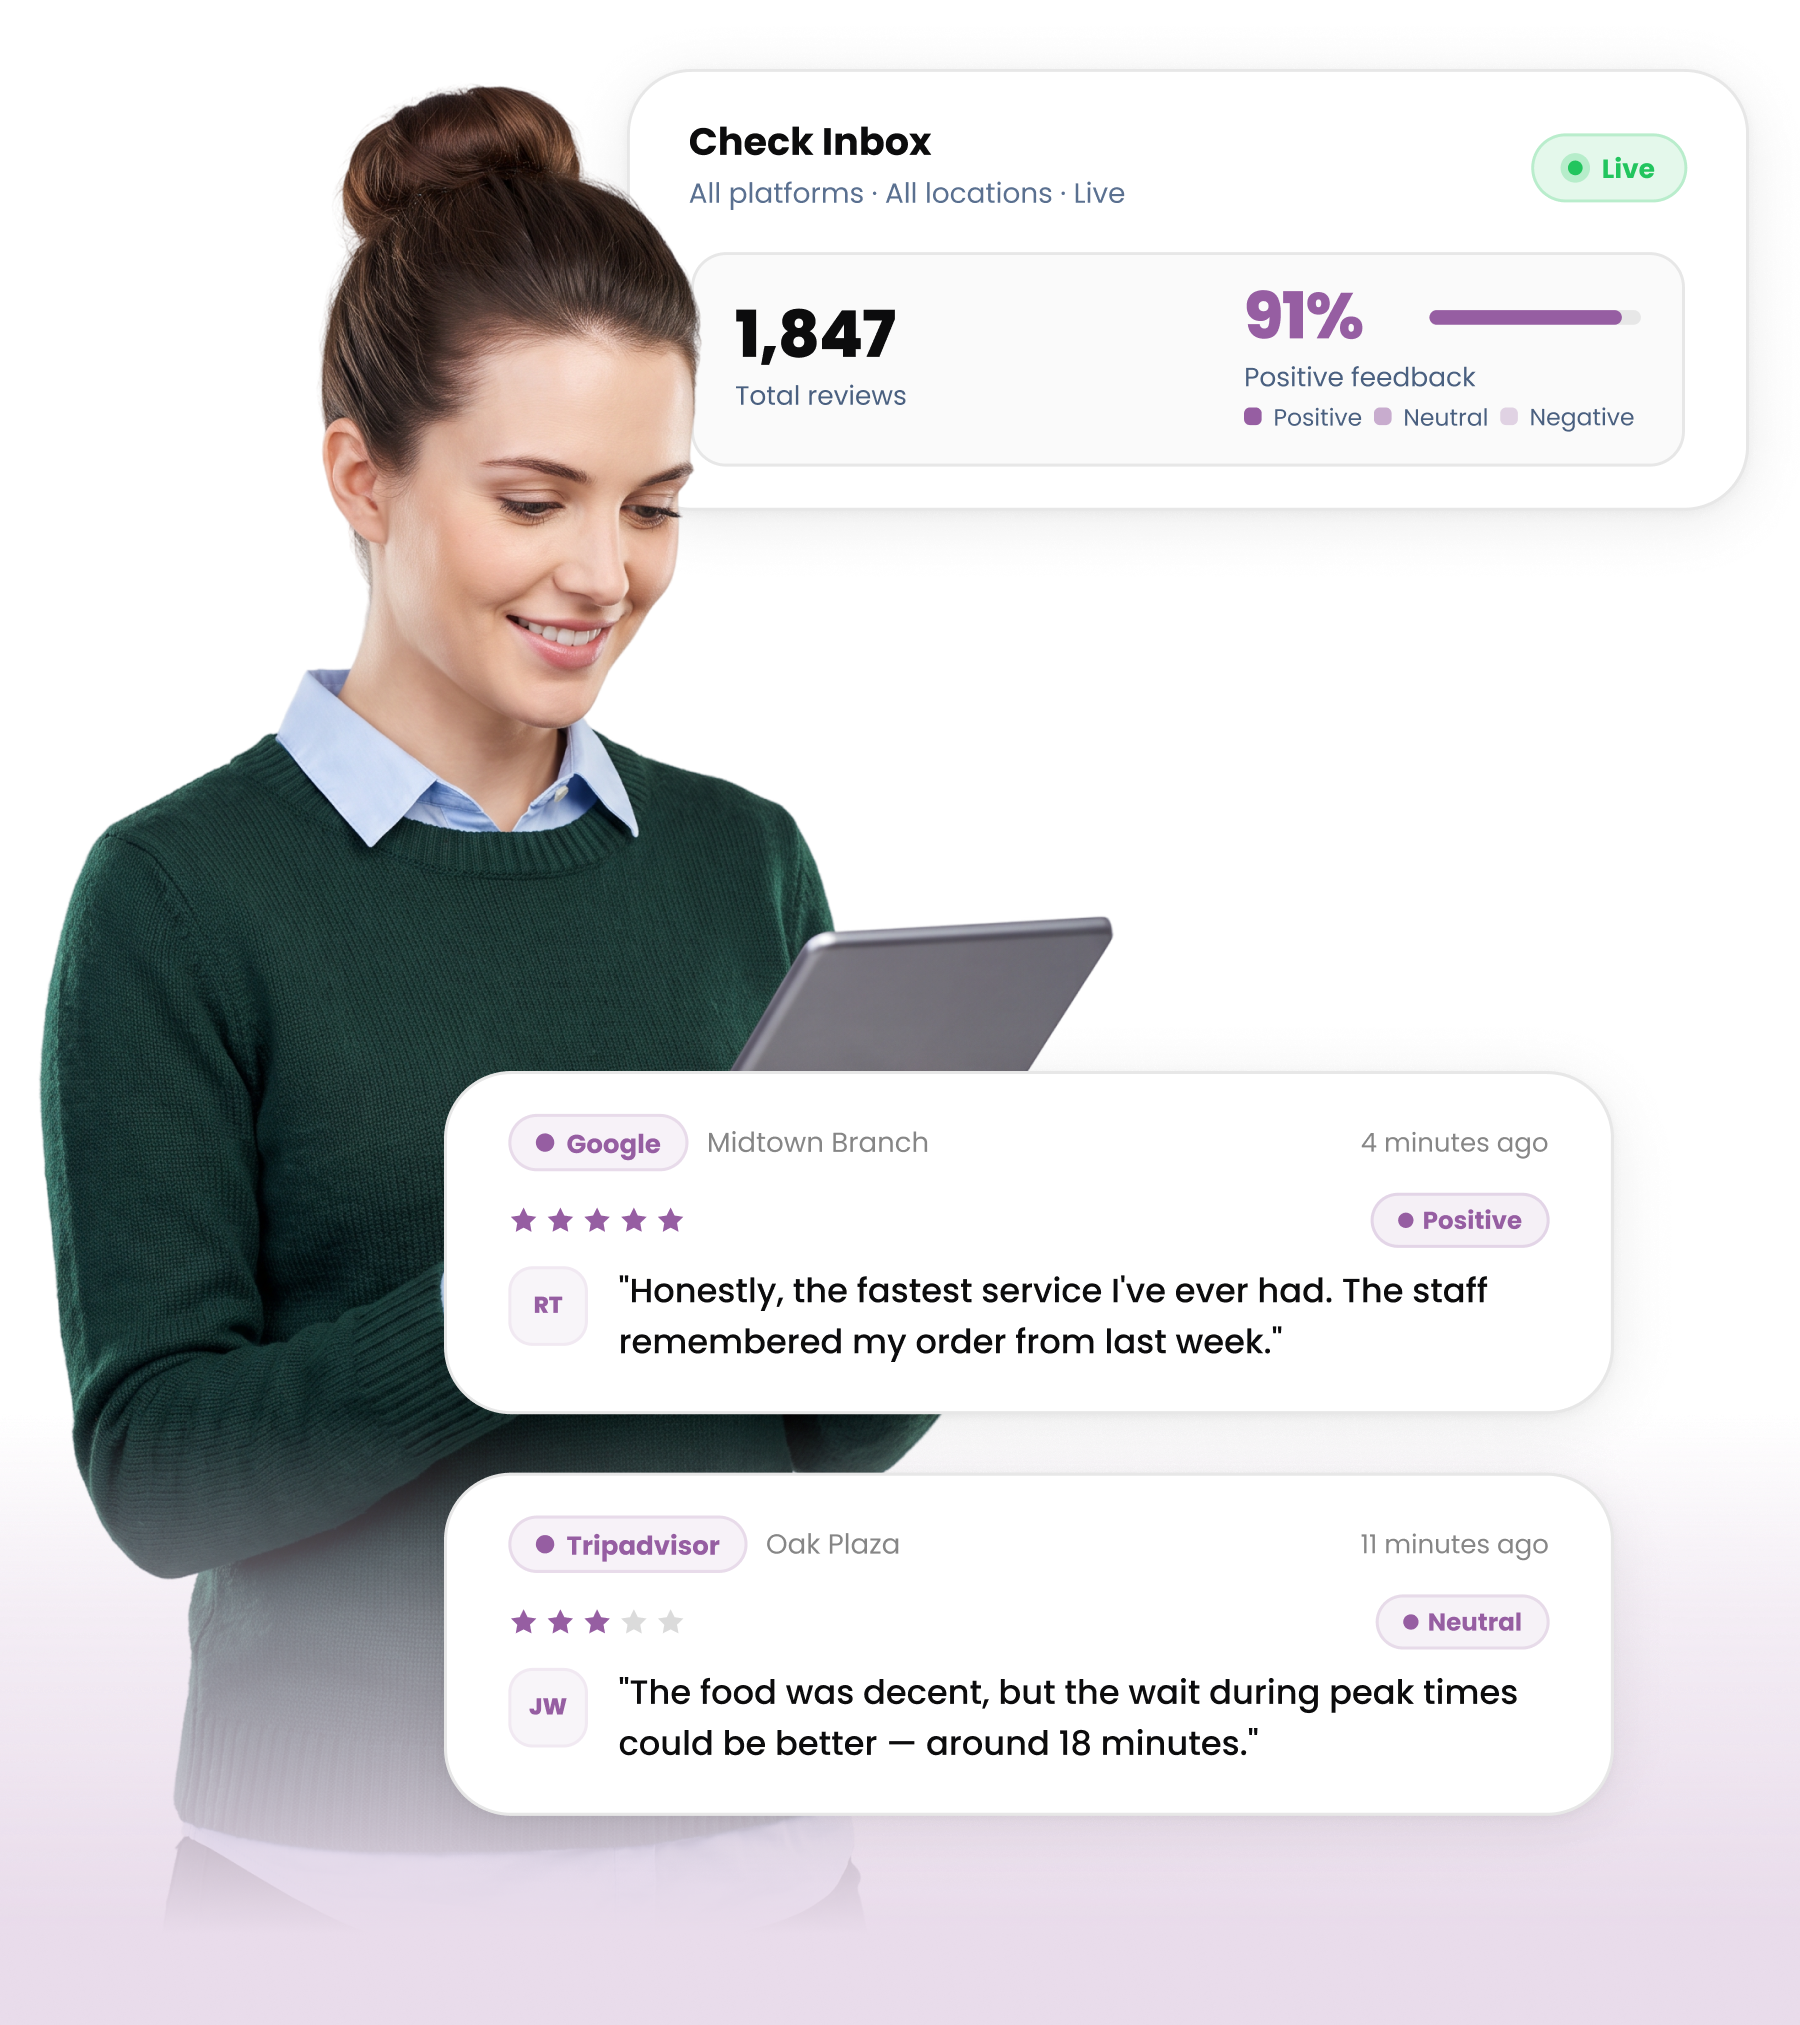 Check Inbox
All platforms · All locations · Live
Live
1,847
Total reviews
91%
Positive feedback
Positive Neutral Negative
Google Midtown Branch 4 minutes ago
Positive
RT
"Honestly, the fastest service I've ever had. The staff
remembered my order from last week."
Tripadvisor Oak Plaza 11 minutes ago
Neutral
JW
"The food was decent, but the wait during peak times
could be better — around 18 minutes."